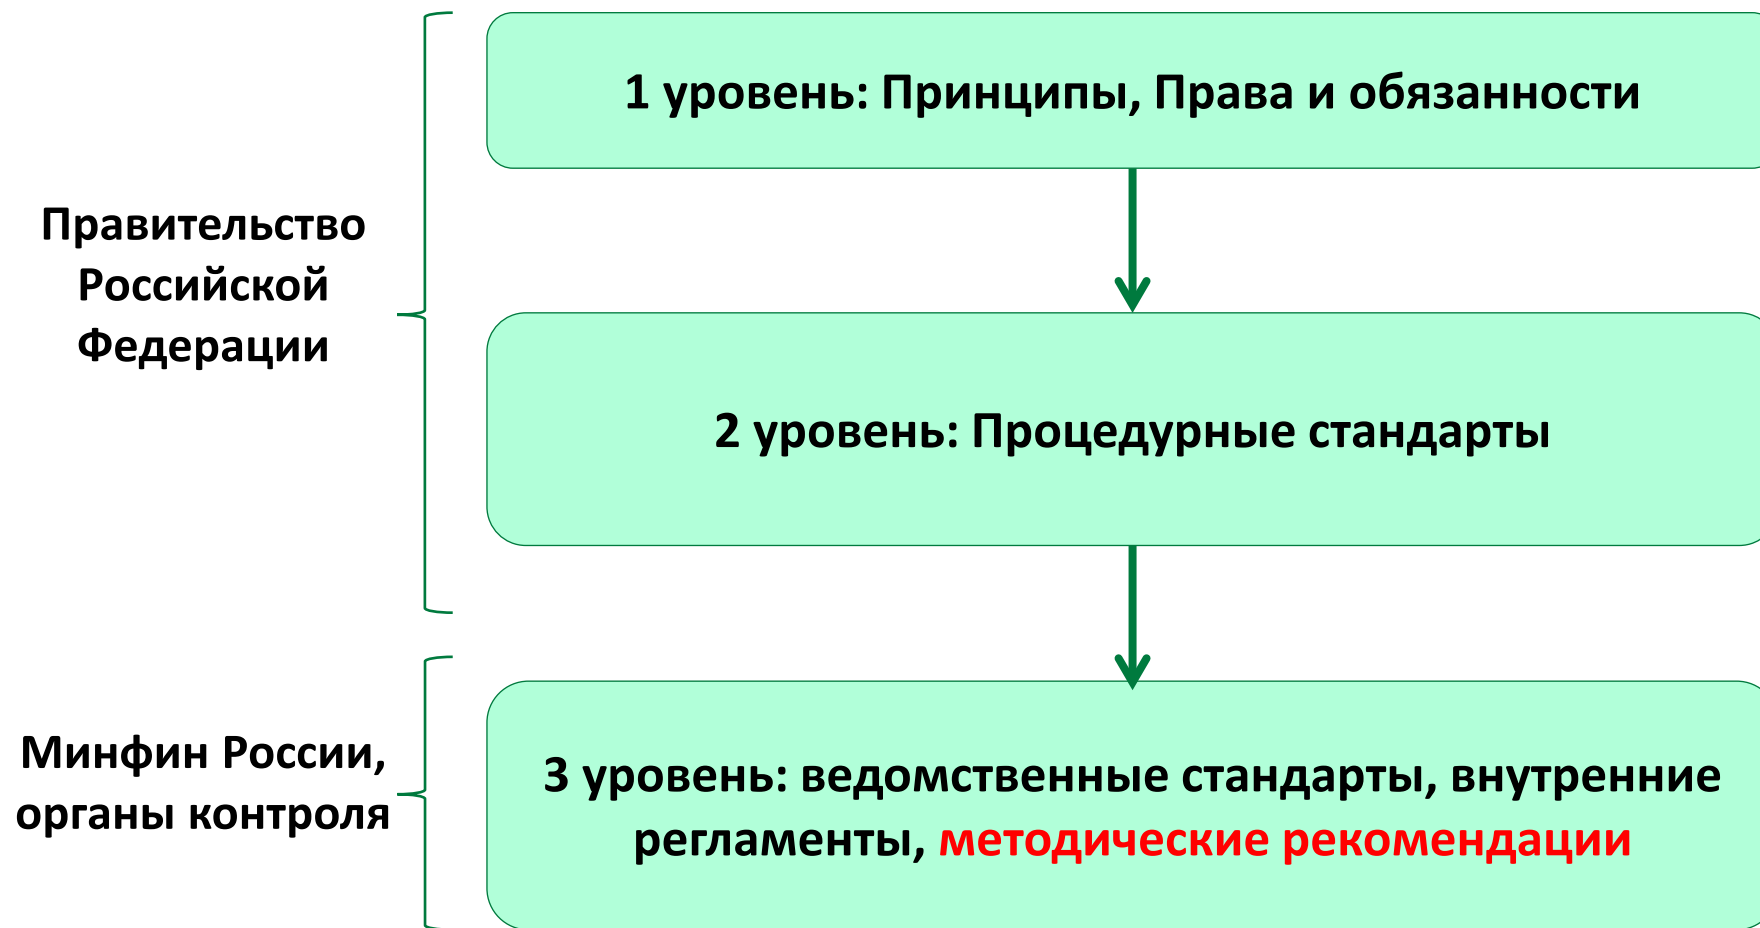 1 уровень: Принципы, Права и обязанности
Правительство
Российской
Федерации
2 уровень: Процедурные стандарты
Минфин России,
органы контроля
3 уровень: ведомственные стандарты, внутренние
регламенты, методические рекомендации